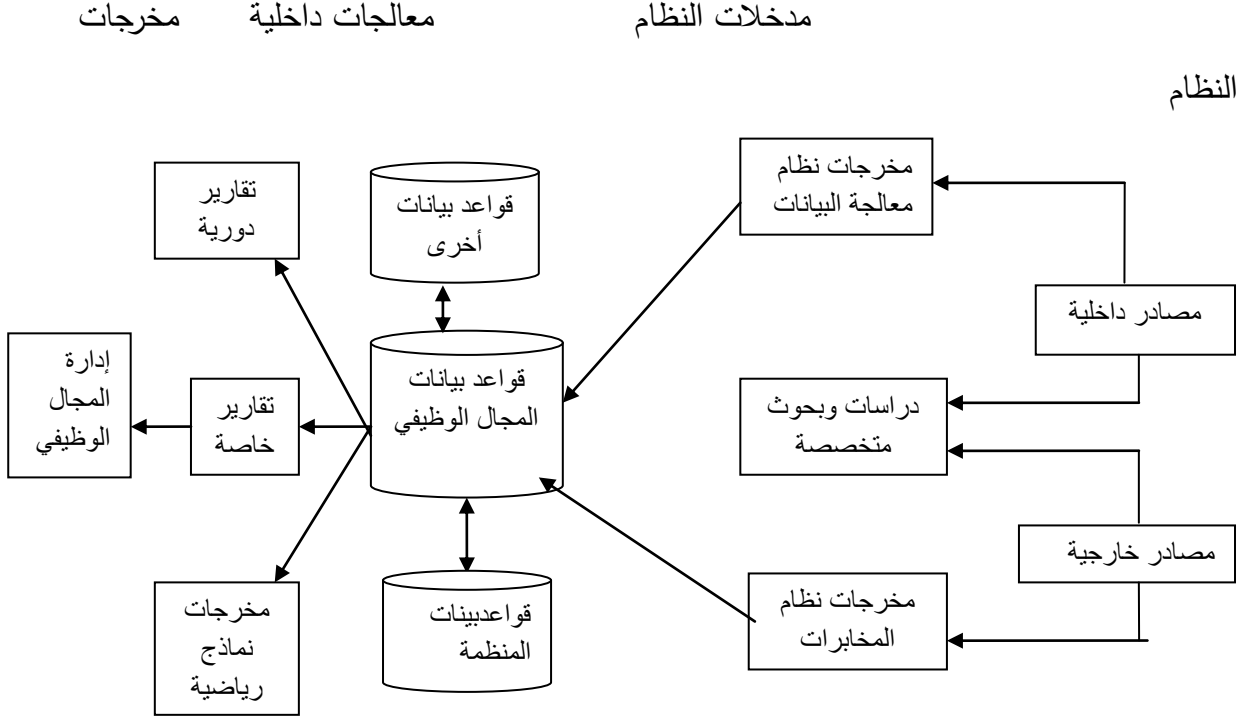 مدخلات النظام معالجات داخلية مخرجات
النظام
مصادر داخلية
مصادر خارجية
مخرجات نظام
معالجة البيانات
دراسات وبحوث
متخصصة
مخرجات نظام
المخابرات
قواعد بيانات
أخرى
قواعد بيانات
المجال الوظيفي
قواعدبينات
المنظمة
تقارير
دورية
تقارير
خاصة
مخرجات
نماذج
رياضية
إدارة
المجال
الوظيفي